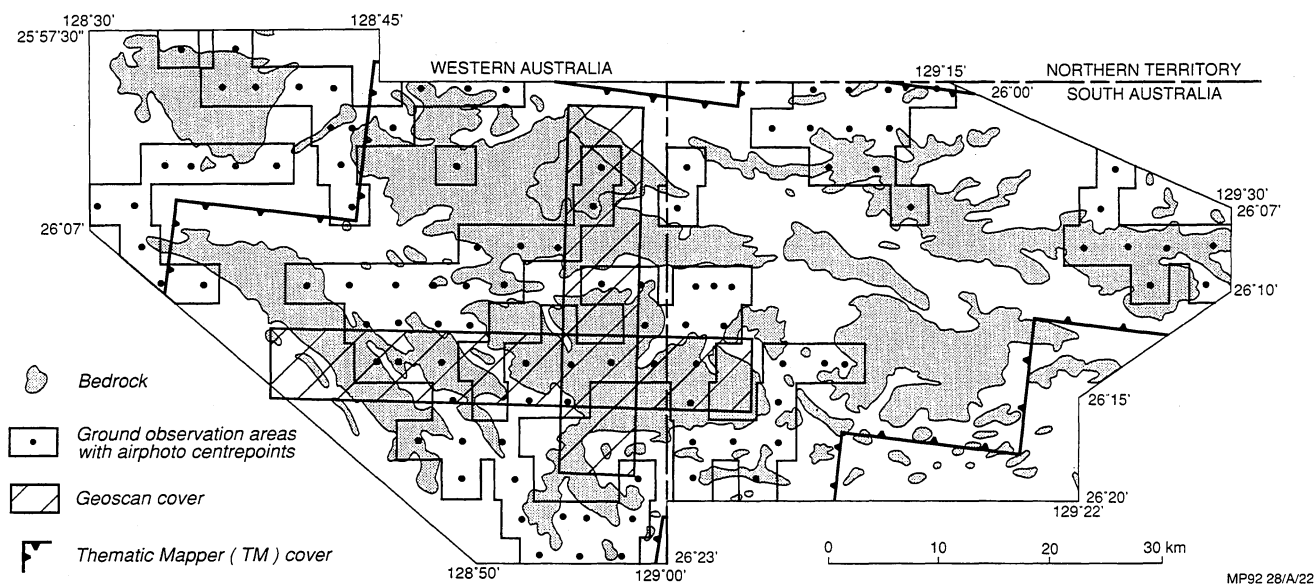 128°30'
128°45'
25°57'30"
WESTERN AUSTRALIA
129°15'
NORTHERN TERRITORY
26°00'
SOUTH AUSTRALIA
129°30'
26°07'
26°07'
26°10'
26°15'
26°20'
129°22'
Bedrock
Ground observation areas
with airphoto centrepoints
Geoscan cover
Thematic Mapper ( TM ) cover
26°23'
128°50'
129°00'
0 10 20 30 km
MP92 28/A/22